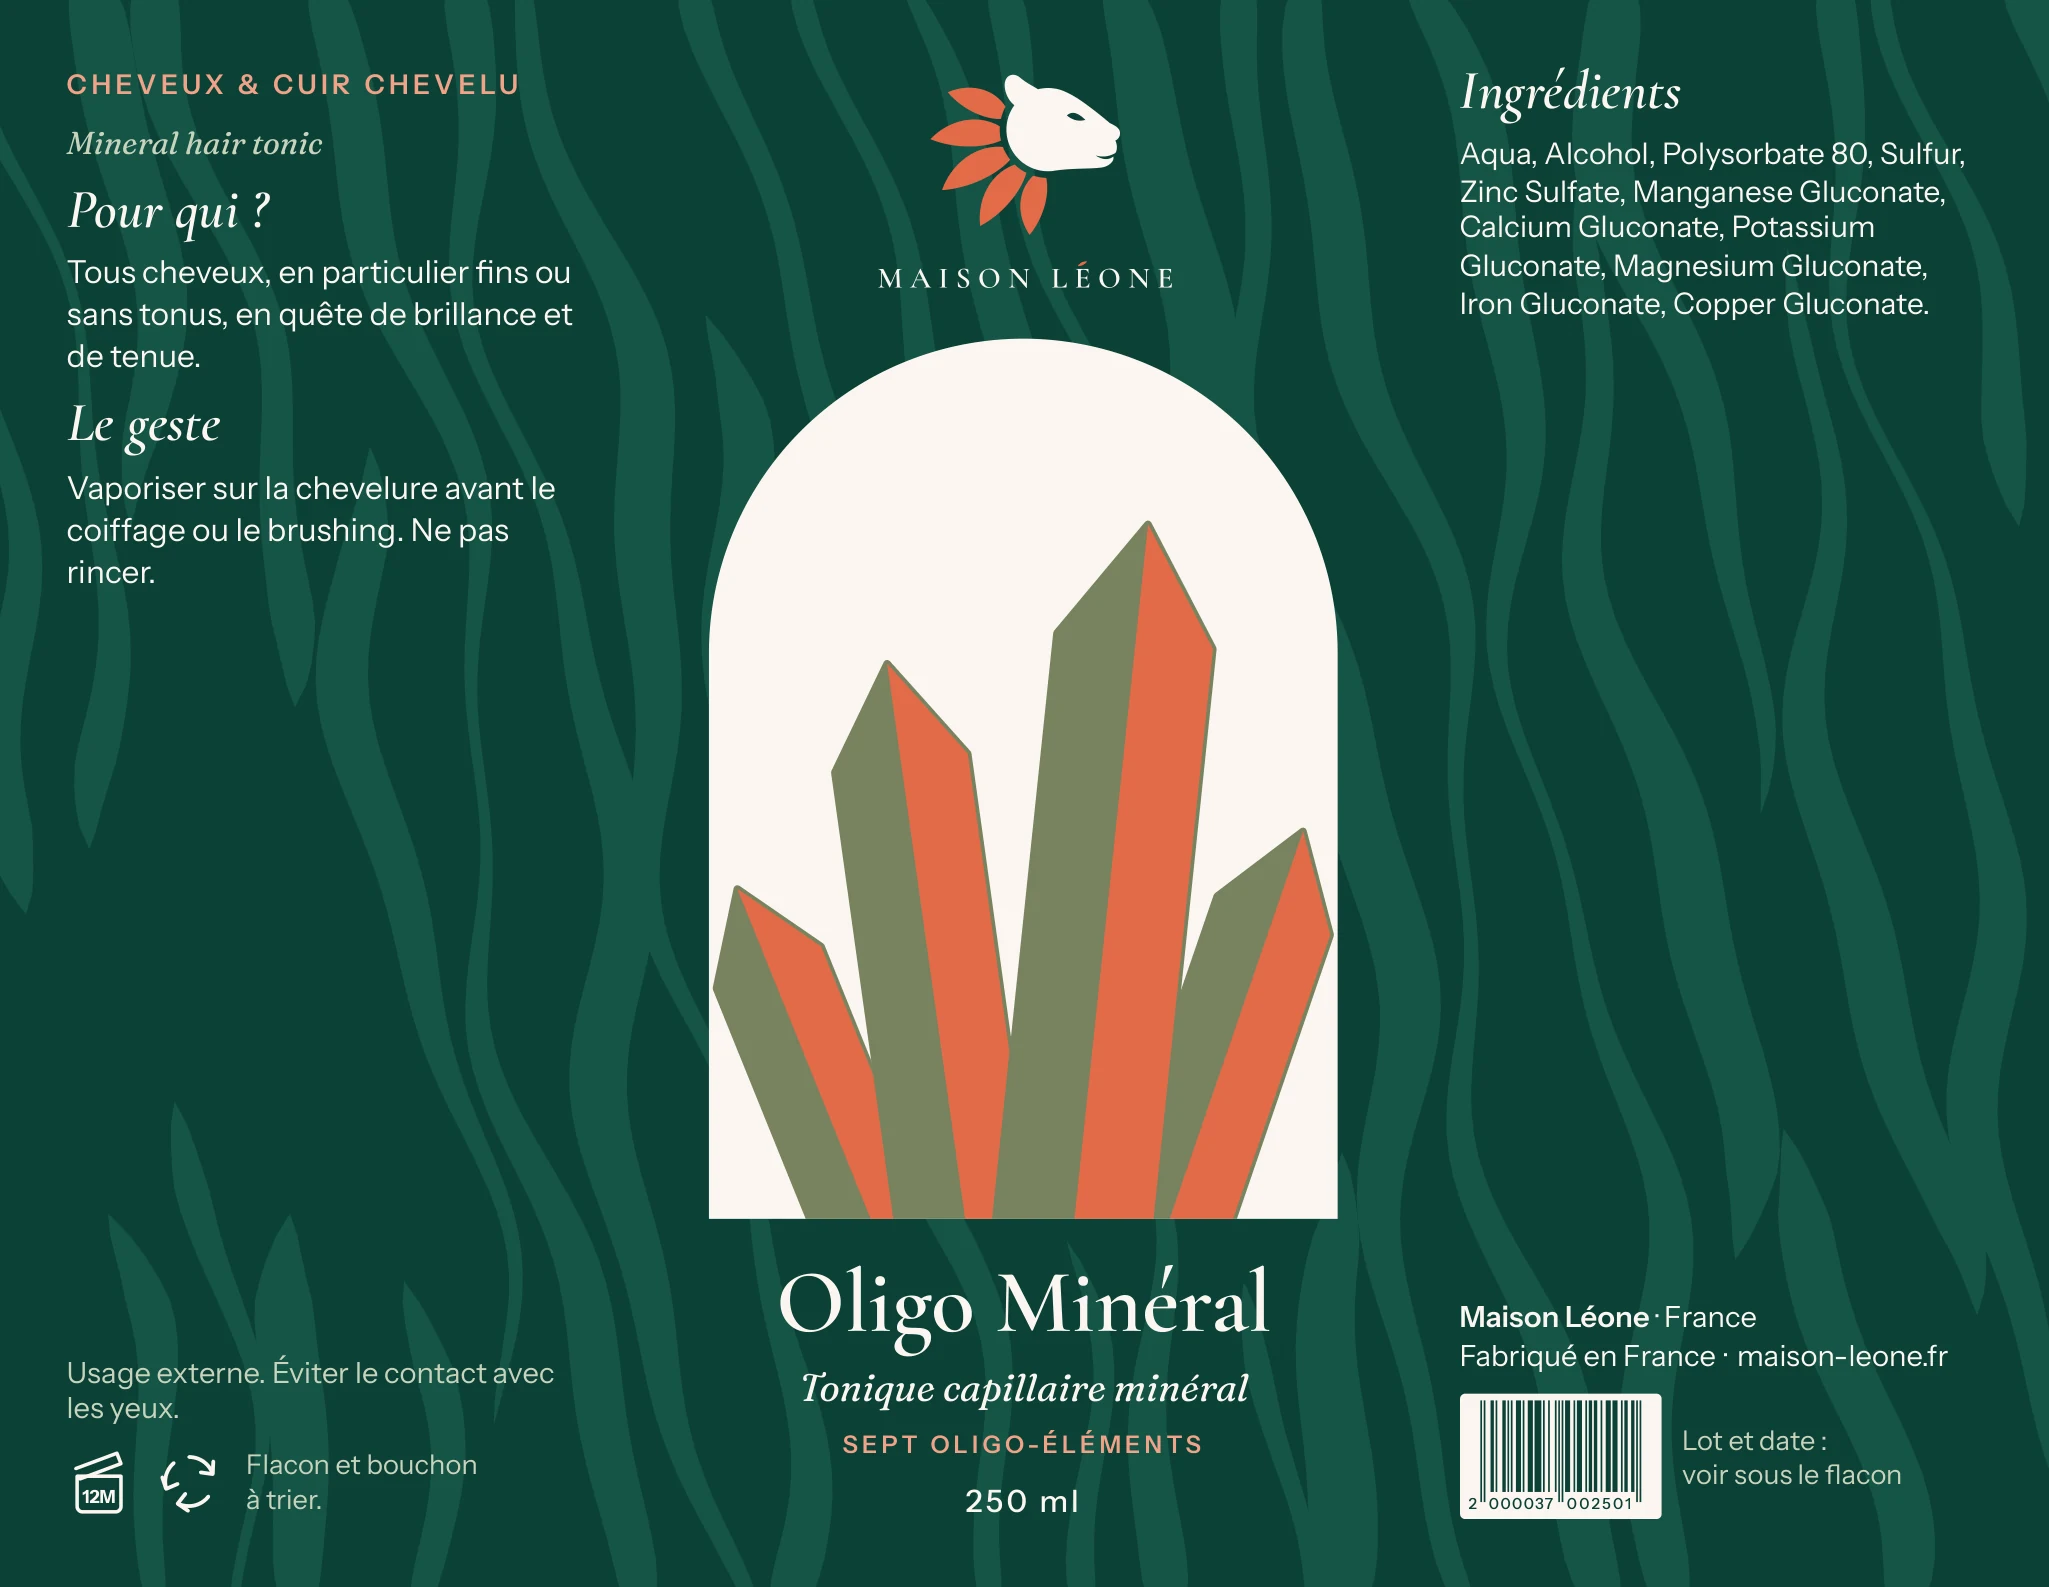 CHEVEUX & CUIR CHEVELU
Mineral hair tonic
Pour qui ?
Tous cheveux, en particulier fins ou
sans tonus, en quête de brillance et
de tenue.
Le geste
Vaporiser sur la chevelure avant le
coiffage ou le brushing. Ne pas
rincer.
Usage externe. Éviter le contact avec
les yeux.
12M
Flacon et bouchon
à trier.
MAISON LÉONE
Oligo Minéral
Tonique capillaire minéral
SEPT OLIGO-ÉLÉMENTS
250 ml
Ingrédients
Aqua, Alcohol, Polysorbate 80, Sulfur,
Zinc Sulfate, Manganese Gluconate,
Calcium Gluconate, Potassium
Gluconate, Magnesium Gluconate,
Iron Gluconate, Copper Gluconate.
Maison Léone · France
Fabriqué en France · maison-leone.fr
2 000037 002501
Lot et date :
voir sous le flacon